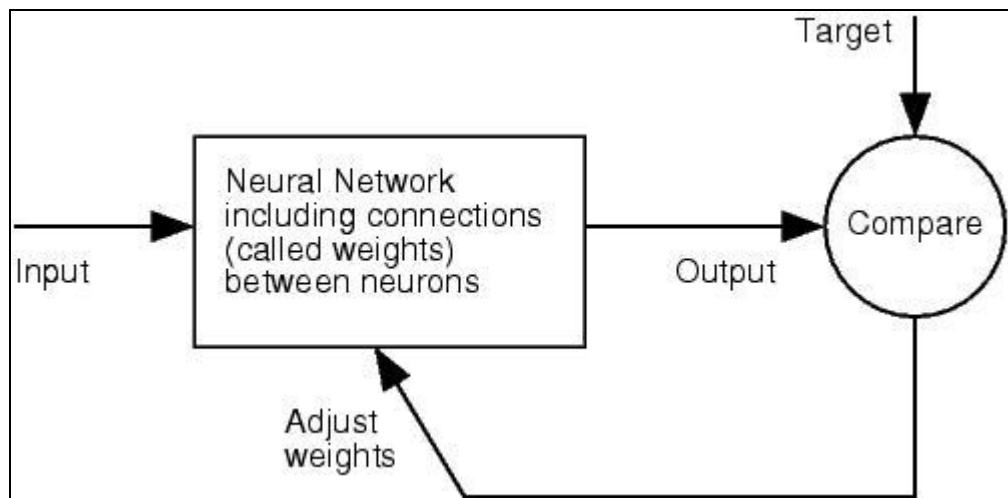 Target
Neural Network
including connections
(called weights)
between neurons
Compare
Input
Output
Adjust
weights